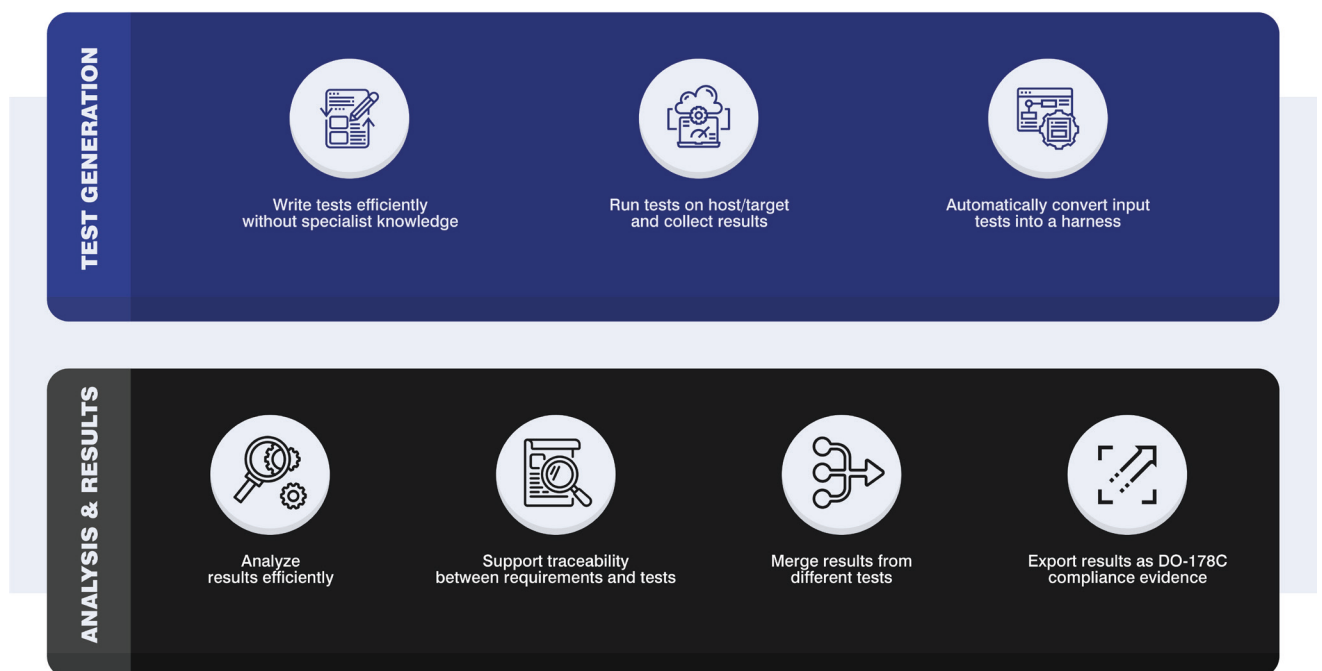 TEST GENERATION
Write tests efficiently
without specialist knowledge
Run tests on host/target
and collect results
Automatically convert input
tests into a harness
ANALYSIS & RESULTS
Analyze
results efficiently
Support traceability
between requirements and tests
Merge results from
different tests
Export results as DO-178C
compliance evidence